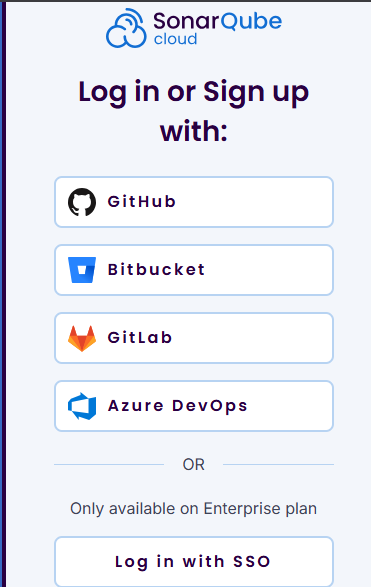 SonarQube
cloud
Log in or Sign up
with:
GitHub
Bitbucket
GitLab
Azure DevOps
OR
Only available on Enterprise plan
Log in with SSO